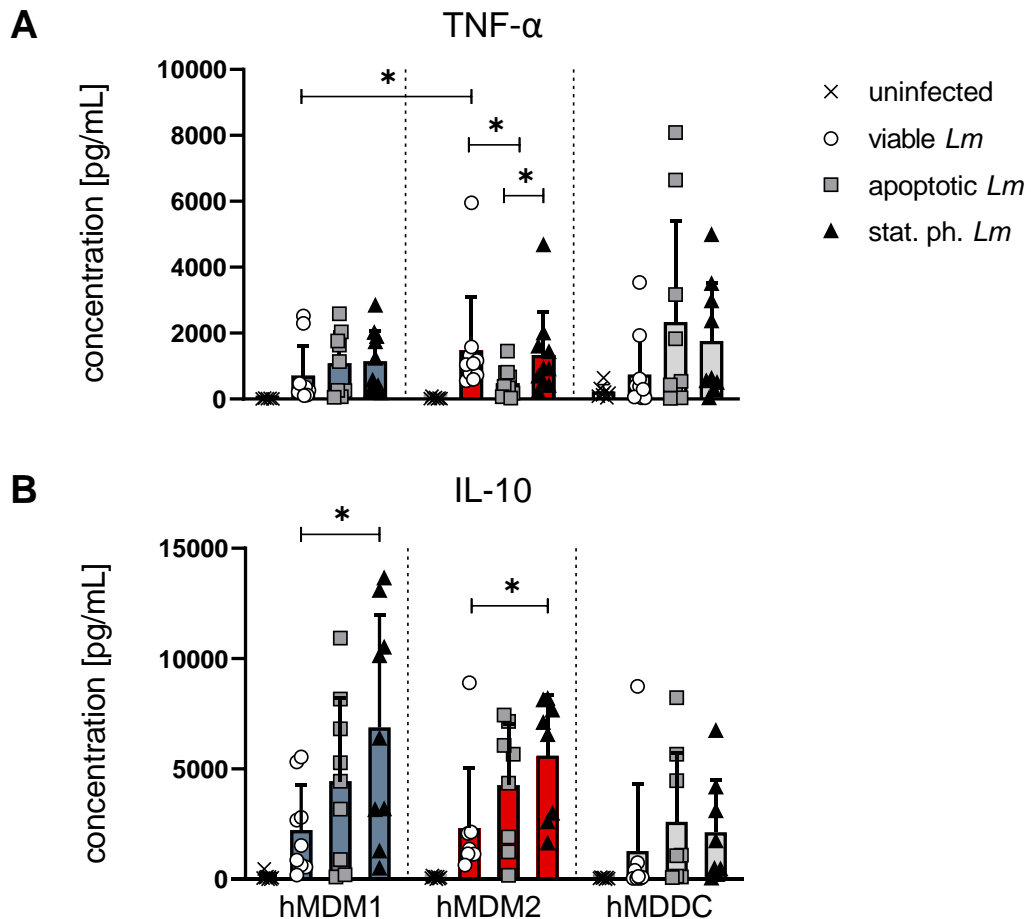 A
TNF-α
concentration [pg/mL]
10000
8000
6000
4000
2000
0
*
*
*
uninfected
viable Lm
apoptotic Lm
stat. ph. Lm
B
IL-10
concentration [pg/mL]
15000
10000
5000
0
*
*
hMDM1
hMDM2
hMDDC